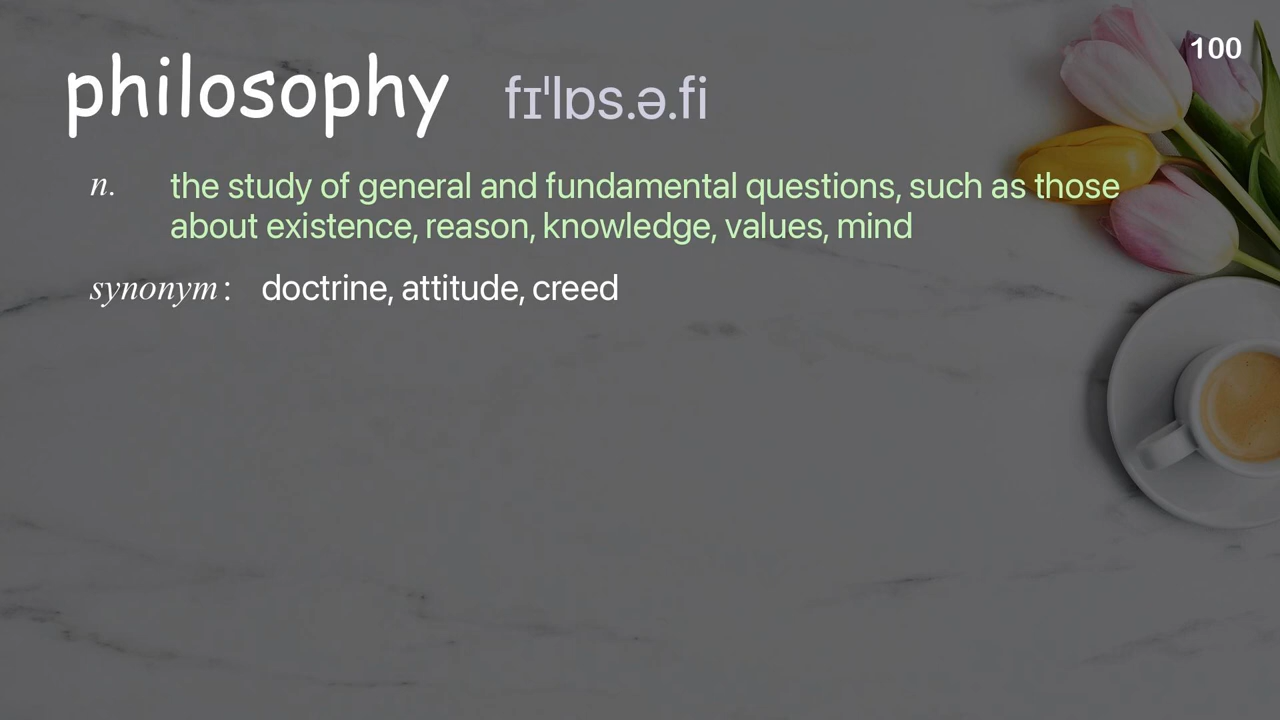 100
philosophy fɪˈlɒs.ə.fi
n. the study of general and fundamental questions, such as those
about existence, reason, knowledge, values, mind
synonym: doctrine, attitude, creed